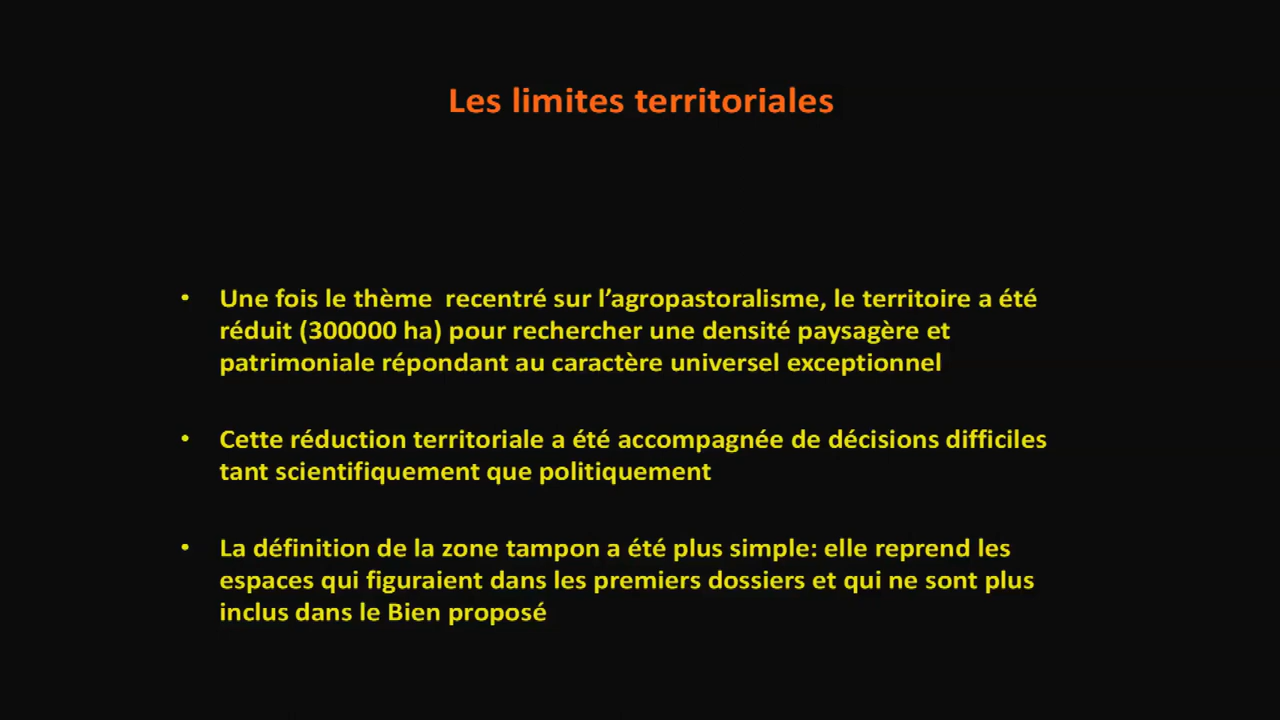 Les limites territoriales
• Une fois le thème  recentré sur l’agropastoralisme, le territoire a été
réduit (300000 ha) pour rechercher une densité paysagère et
patrimoniale répondant au caractère universel exceptionnel
• Cette réduction territoriale a été accompagnée de décisions difficiles
tant scientifiquement que politiquement
• La définition de la zone tampon a été plus simple: elle reprend les
espaces qui figuraient dans les premiers dossiers et qui ne sont plus
inclus dans le Bien proposé